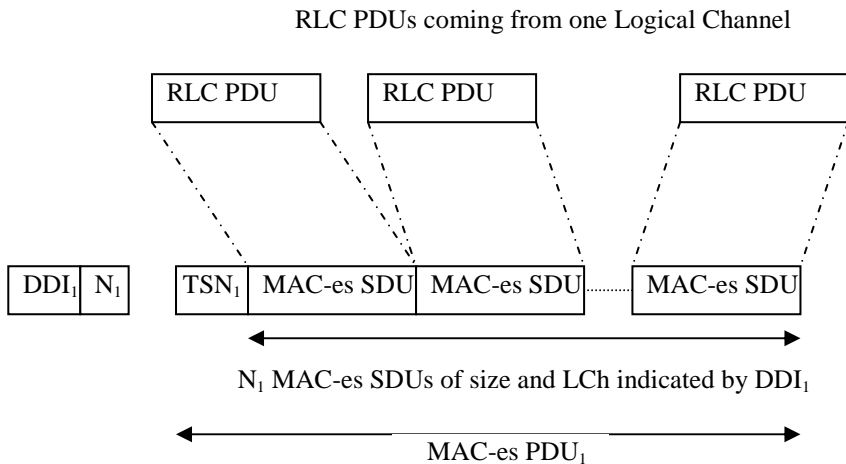 RLC PDUs coming from one Logical Channel
RLC PDU RLC PDU RLC PDU
DDI₁ N₁ TSN₁ MAC-es SDU MAC-es SDU MAC-es SDU
N₁ MAC-es SDUs of size and LCh indicated by DDI₁
MAC-es PDU₁